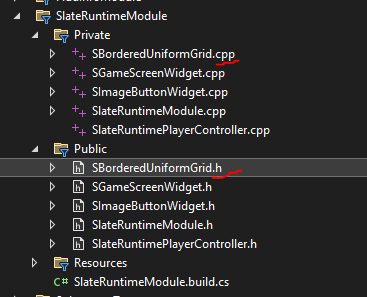 SlateRuntimeModule
Private
SBorderedUniformGrid.cpp
SGameScreenWidget.cpp
SImageButtonWidget.cpp
SlateRuntimeModule.cpp
SlateRuntimePlayerController.cpp
Public
SBorderedUniformGrid.h
SGameScreenWidget.h
SImageButtonWidget.h
SlateRuntimeModule.h
SlateRuntimePlayerController.h
Resources
C# SlateRuntimeModule.build.cs